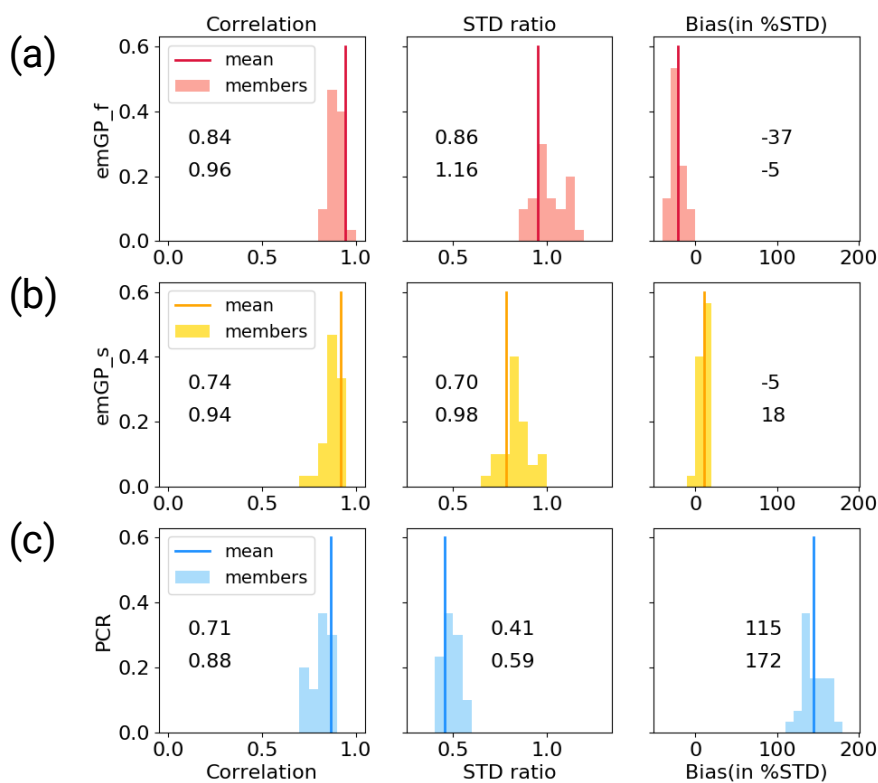 Correlation STD ratio Bias(in %STD)
(a)
emGP_f
0.6
0.4
0.2
0.0
mean
members
0.84
0.96
0.0 0.5 1.0
0.86
1.16
0.5 1.0
-37
-5
0 100 200
(b)
emGP_s
0.6
0.4
0.2
0.0
mean
members
0.74
0.94
0.0 0.5 1.0
0.70
0.98
0.5 1.0
-5
18
0 100 200
(c)
PCR
0.6
0.4
0.2
0.0
mean
members
0.71
0.88
0.0 0.5 1.0
0.41
0.59
0.5 1.0
115
172
0 100 200
Correlation STD ratio Bias(in %STD)